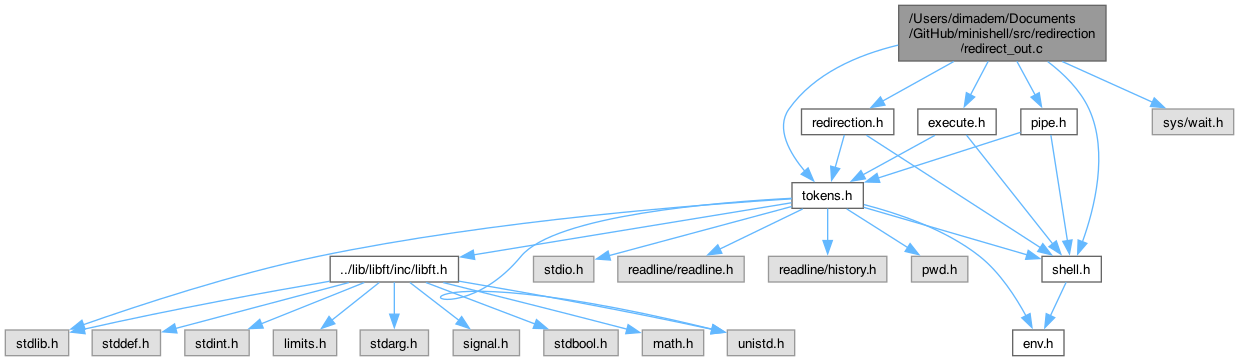 /Users/dimadem/Documents
/GitHub/minishell/src/redirection
/redirect_out.c
redirection.h
execute.h
pipe.h
sys/wait.h
tokens.h
../lib/libft/inc/libft.h
stdio.h
readline/readline.h
readline/history.h
pwd.h
shell.h
stdlib.h
stddef.h
stdint.h
limits.h
stdarg.h
signal.h
stdbool.h
math.h
unistd.h
env.h